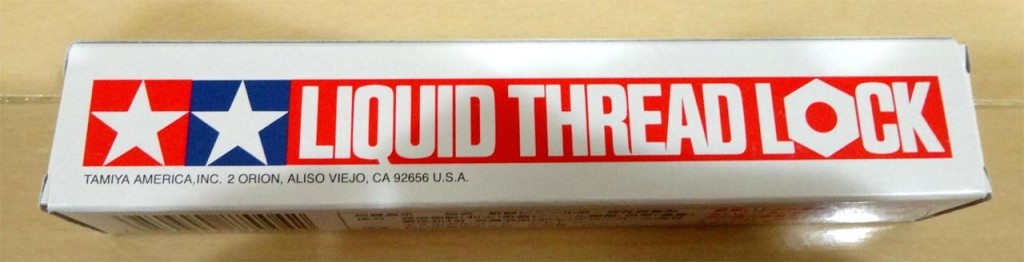 LIQUID THREAD LOCK
TAMIYA AMERICA,INC. 2 ORION, ALISO VIEJO, CA 92656 U.S.A.